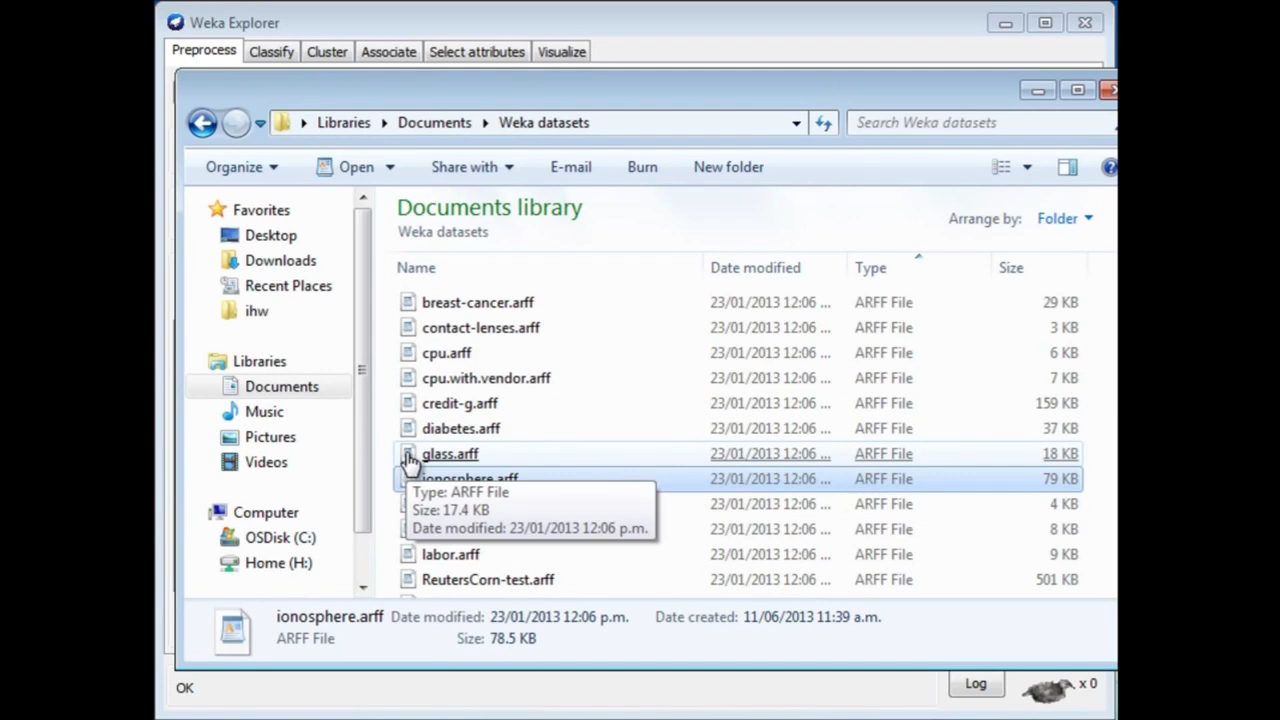 Weka Explorer
Preprocess Classify Cluster Associate Select attributes Visualize
Libraries Documents Weka datasets
Search Weka datasets
Organize Open Share with E-mail Burn New folder
Favorites
Desktop
Downloads
Recent Places
ihw
Libraries
Documents
Music
Pictures
Videos
Computer
OSDisk (C:)
Home (H:)
Documents library
Weka datasets
Arrange by: Folder
Name Date modified Type Size
breast-cancer.arff 23/01/2013 12:06 ... ARFF File 29 KB
contact-lenses.arff 23/01/2013 12:06 ... ARFF File 3 KB
cpu.arff 23/01/2013 12:06 ... ARFF File 6 KB
cpu.with.vendor.arff 23/01/2013 12:06 ... ARFF File 7 KB
credit-g.arff 23/01/2013 12:06 ... ARFF File 159 KB
diabetes.arff 23/01/2013 12:06 ... ARFF File 37 KB
glass.arff 23/01/2013 12:06 ... ARFF File 18 KB
ionosphere.arff 23/01/2013 12:06 ... ARFF File 79 KB
23/01/2013 12:06 ... ARFF File 4 KB
23/01/2013 12:06 ... ARFF File 8 KB
labor.arff 23/01/2013 12:06 ... ARFF File 9 KB
ReutersCorn-test.arff 23/01/2013 12:06 ... ARFF File 501 KB
Type: ARFF File
Size: 17.4 KB
Date modified: 23/01/2013 12:06 p.m.
ionosphere.arff Date modified: 23/01/2013 12:06 p.m. Date created: 11/06/2013 11:39 a.m.
ARFF File Size: 78.5 KB
OK
Log
x 0